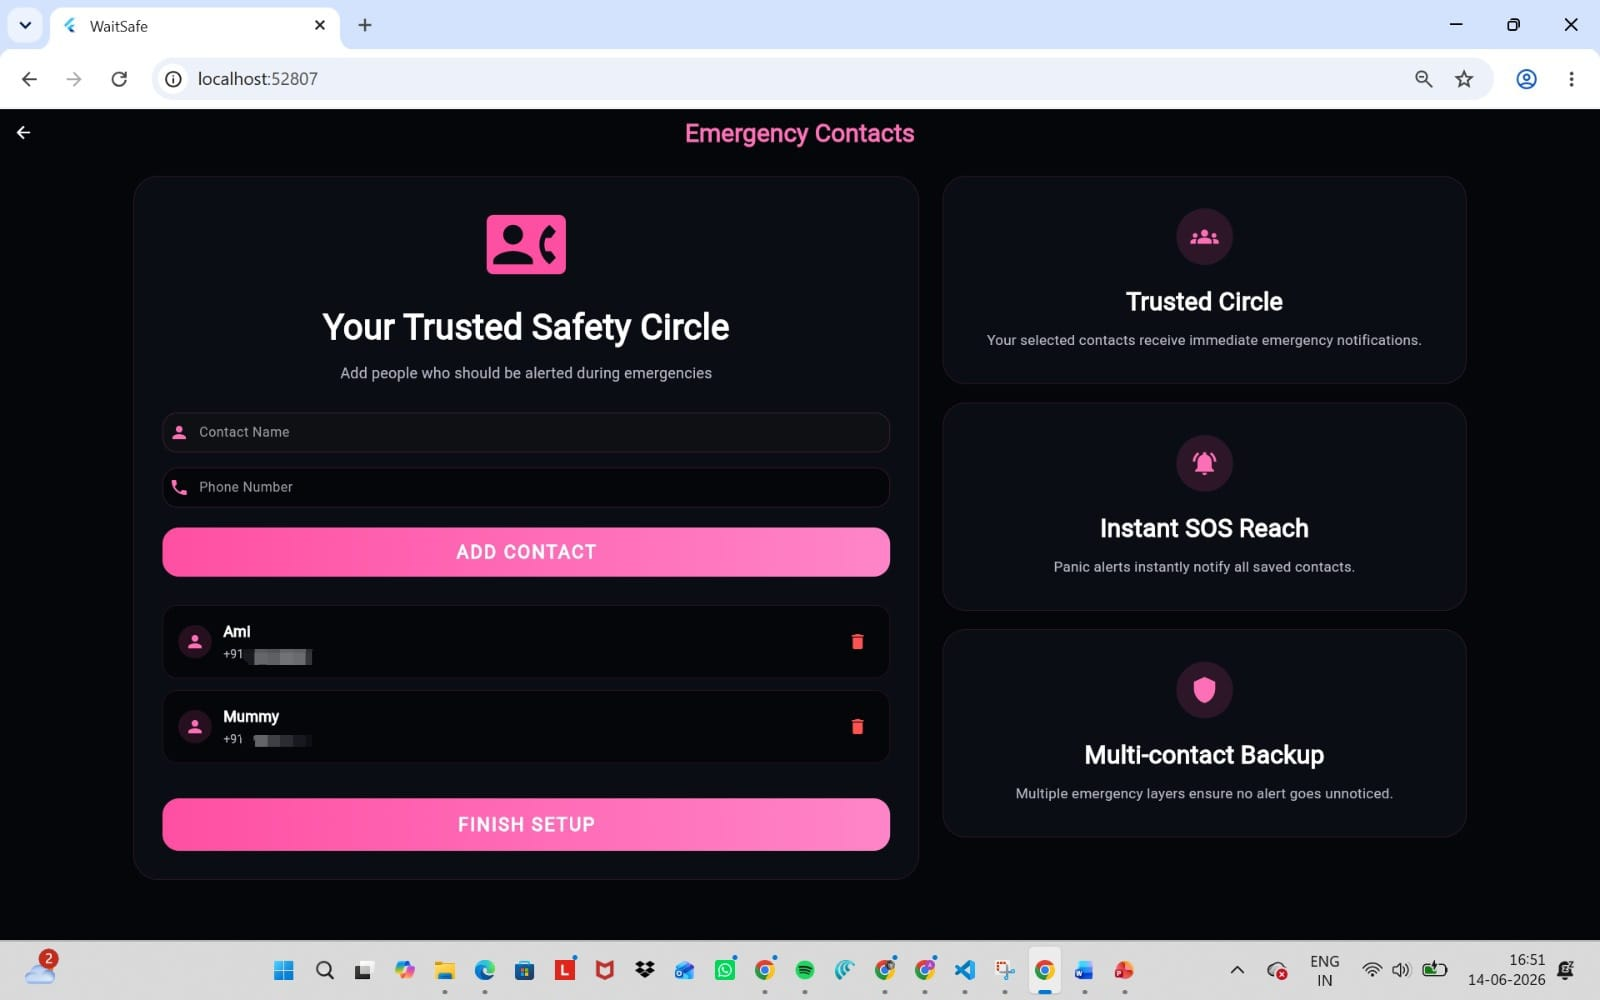 WaitSafe
localhost:52807
Emergency Contacts
Your Trusted Safety Circle
Add people who should be alerted during emergencies
Contact Name
Phone Number
ADD CONTACT
Ami
+91
Mummy
+91
FINISH SETUP
Trusted Circle
Your selected contacts receive immediate emergency notifications.
Instant SOS Reach
Panic alerts instantly notify all saved contacts.
Multi-contact Backup
Multiple emergency layers ensure no alert goes unnoticed.
2
L
ENG
IN
16:51
14-06-2026